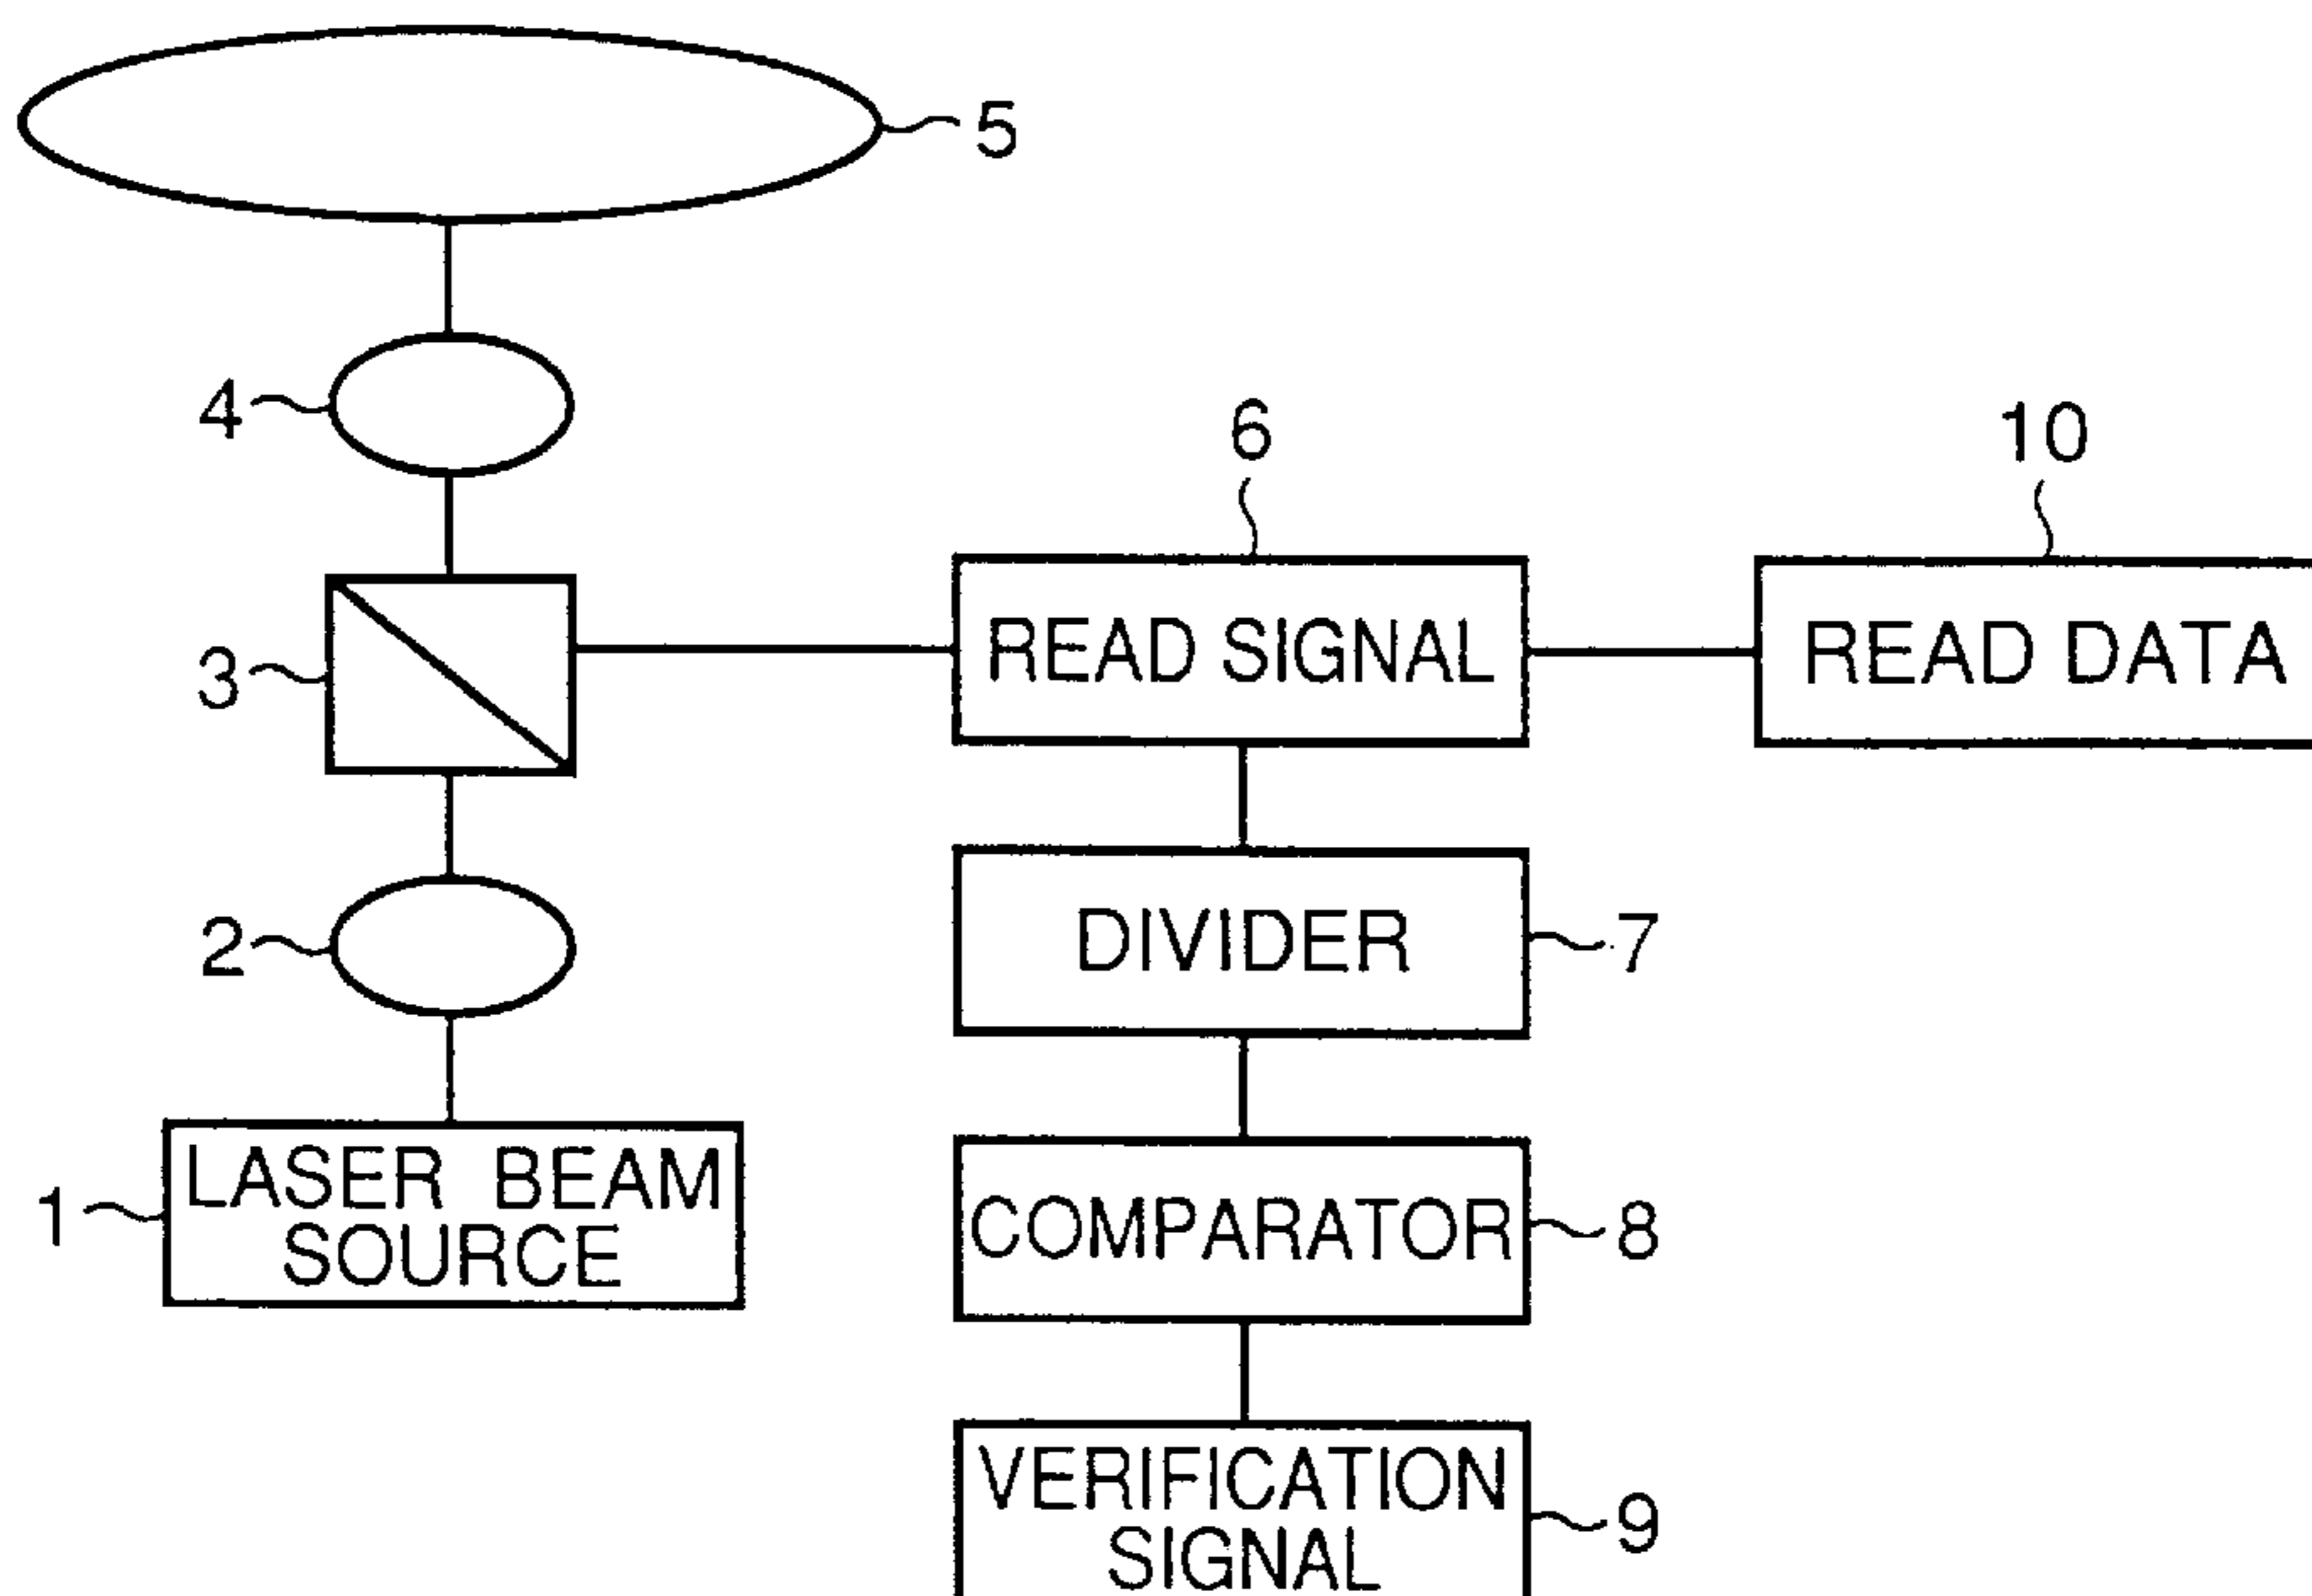 5
4
6
10
3
READ SIGNAL
READ DATA
2
DIVIDER
7
1
LASER BEAM
SOURCE
COMPARATOR
8
VERIFICATION
SIGNAL
9